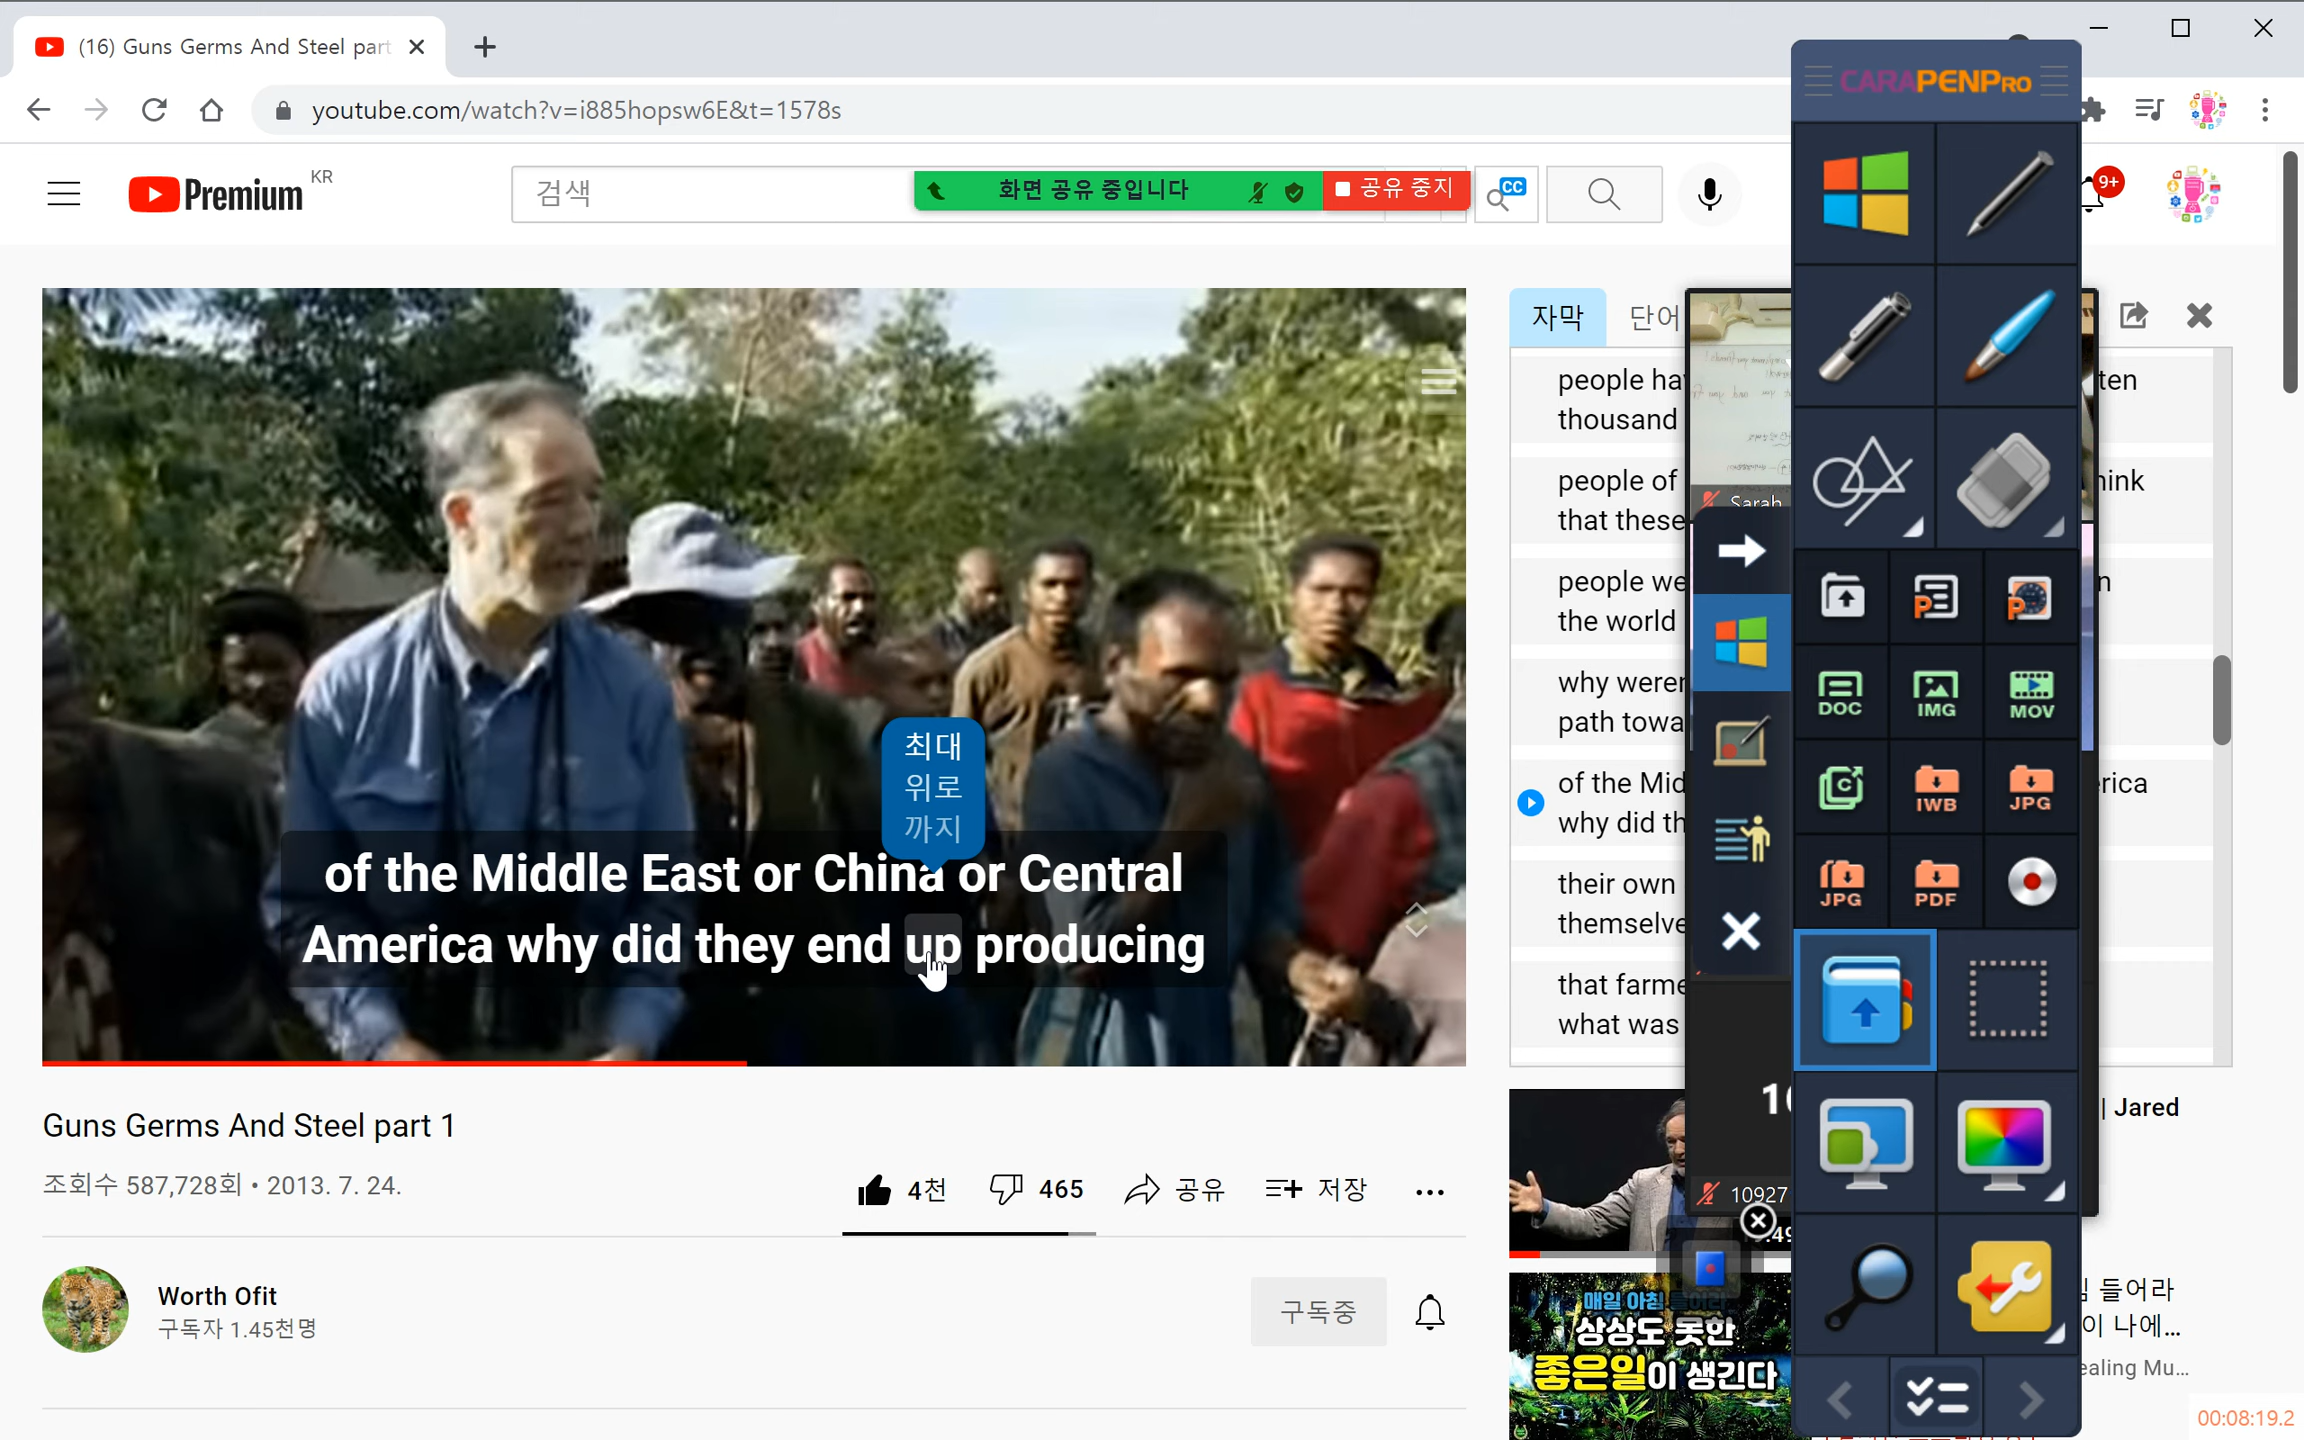 (16) Guns Germs And Steel part
youtube.com/watch?v=i885hopsw6E&t=1578s
CARAPENPRO
Premium KR
검색
화면 공유 중입니다
공유 중지
CC
9+
자막
단어
people ha
ten
thousand
people of
hink
that these
people we
n
the world
why weren
path towa
of the Mid
rica
why did th
their own
themselve
that farme
what was
Sarah
DOC
IMG
MOV
IWB
JPG
JPG
PDF
최대
위로
까지
of the Middle East or China or Central
America why did they end up producing
Guns Germs And Steel part 1
조회수 587,728회 • 2013. 7. 24.
4천
465
공유
저장
Worth Ofit
구독자 1.45천명
구독중
10927
| Jared
매일 아침 들어라
상상도 못한
좋은일이 생긴다
들어라
이 나에...
ealing Mu...
00:08:19.2